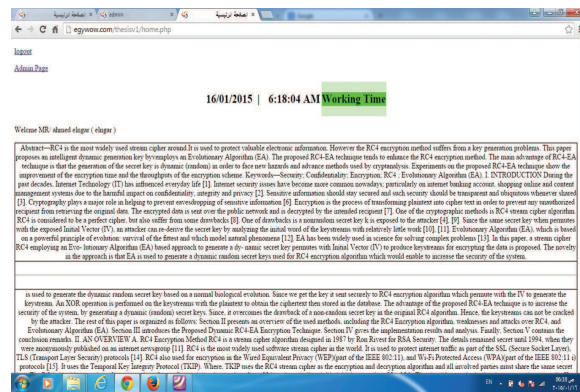 الصفحة الرئيسية admin الصفحة الرئيسية Google
egywow.com/thesisv1/home.php
logout
Admin Page
16/01/2015 | 6:18:04 AM Working Time
Welcme MR/ ahmed elngar ( elngar )
Abstract—RC4 is the most widely used stream cipher around.It is used to protect valuable electronic information. However the RC4 encryption method suffers from a key generation problems. This paper
proposes an intelligent dynamic generation key by employs an Evolutionary Algorithm (EA). The proposed RC4-EA technique tends to enhance the RC4 encryption method. The main advantage of RC4-EA
technique is that the generation of the secret key is dynamic (random) in order to face new hazards and advance methods used by cryptanalysis. Experiments on the proposed RC4-EA technique show the
improvement of the encryption time and the throughputs of the encryption scheme. Keywords—Security; Confidentiality; Encryption; RC4 ; Evolutionary Algorithm (EA). I. INTRODUCTION During the
past decades, Internet Technology (IT) has influenced everyday life [1]. Internet security issues have become more common nowadays; particularly on internet banking account, shopping online and content
management systems due to the harmful impact on confidentiality, integrity and privacy [2]. Sensitive information should stay secured and such security should be transparent and ubiquitous whenever shared
[3]. Cryptography plays a major role in helping to prevent eavesdropping of sensitive information [6]. Encryption is the process of transforming plaintext into cipher text in order to prevent any unauthorized
recipient from retrieving the original data. The encrypted data is sent over the public network and is decrypted by the intended recipient [7]. One of the cryptographic methods is RC4 stream cipher algorithm.
RC4 is considered to be a perfect cipher, but also suffer from some drawbacks [8]. One of drawbacks is a nonrandom secret key k is known to the attacker [4], [9]. Since the same secret key when permutes
with the exposed Initial Vector (IV), an attacker can re-derive the secret key by analyzing the initial word of the keystreams with relatively little work [10], [11]. Evolutionary Algorithm (EA), which is based
on a powerful principle of evolution: survival of the fittest and which model natural phenomena [12]. EA has been widely used in science for solving complex problems [13]. In this paper, a stream cipher
RC4 employing an Evo- lutionary Algorithm (EA) based approach to generate a dy- namic secret key permutes with Initial Vector (IV) to produce keystreams for encrypting the data is proposed. The novelty
in the approach is that EA is used to generate a dynamic random secret keys used for RC4 encryption algorithm which would enable to increase the security of the system.
is used to generate the dynamic random secret key based on a normal biological evolution. Since we get the key it sent securely to RC4 encryption algorithm which permute with the IV to generate the
keystream. An XOR operation is performed on the keystreams with the plaintext to obtain the ciphertext then stored in the database. The advantage of the proposed RC4-EA technique is to increase the
security of the system, by generating a dynamic (random) secret keys. Since, it overcomes the drawback of a non-random secret key in the original RC4 algorithm. Hence, the keystreams can not be cracked
by the attacker. The rest of this paper is organized as follows: Section II presents an overview of the used methods, including the RC4 Encryption algorithm, weaknesses and attacks over RC4, and
Evolutionary Algorithm (EA). Section III introduces the Proposed Dynamic RC4-EA Encryption Technique. Section IV gives the implementation results and analysis. Finally, Section V contains the
conclusion remarks. II. AN OVERVIEW A. RC4 Encryption Method RC4 is a stream cipher algorithm designed in 1987 by Ron Rivest for RSA Security. The details remained secret until 1994, when they
were anonymously published on an internet newsgroup [11]. RC4 is the most widely used software stream cipher in the world. It is used to protect internet traffic as part of the SSL (Secure Socket Layer),
TLS (Transport Layer Security) protocols [14]. RC4 also used for encryption in the Wired Equivalent Privacy (WEP)(part of the IEEE 802.11), and Wi-Fi Protected Access (WPA)(part of the IEEE 802.11 i)
protocols [15]. It uses the Temporal Key Integrity Protocol (TKIP). Where, TKIP use the RC4 stream cipher as the encryption and decryption algorithm and all involved parties must share the same secret
EN